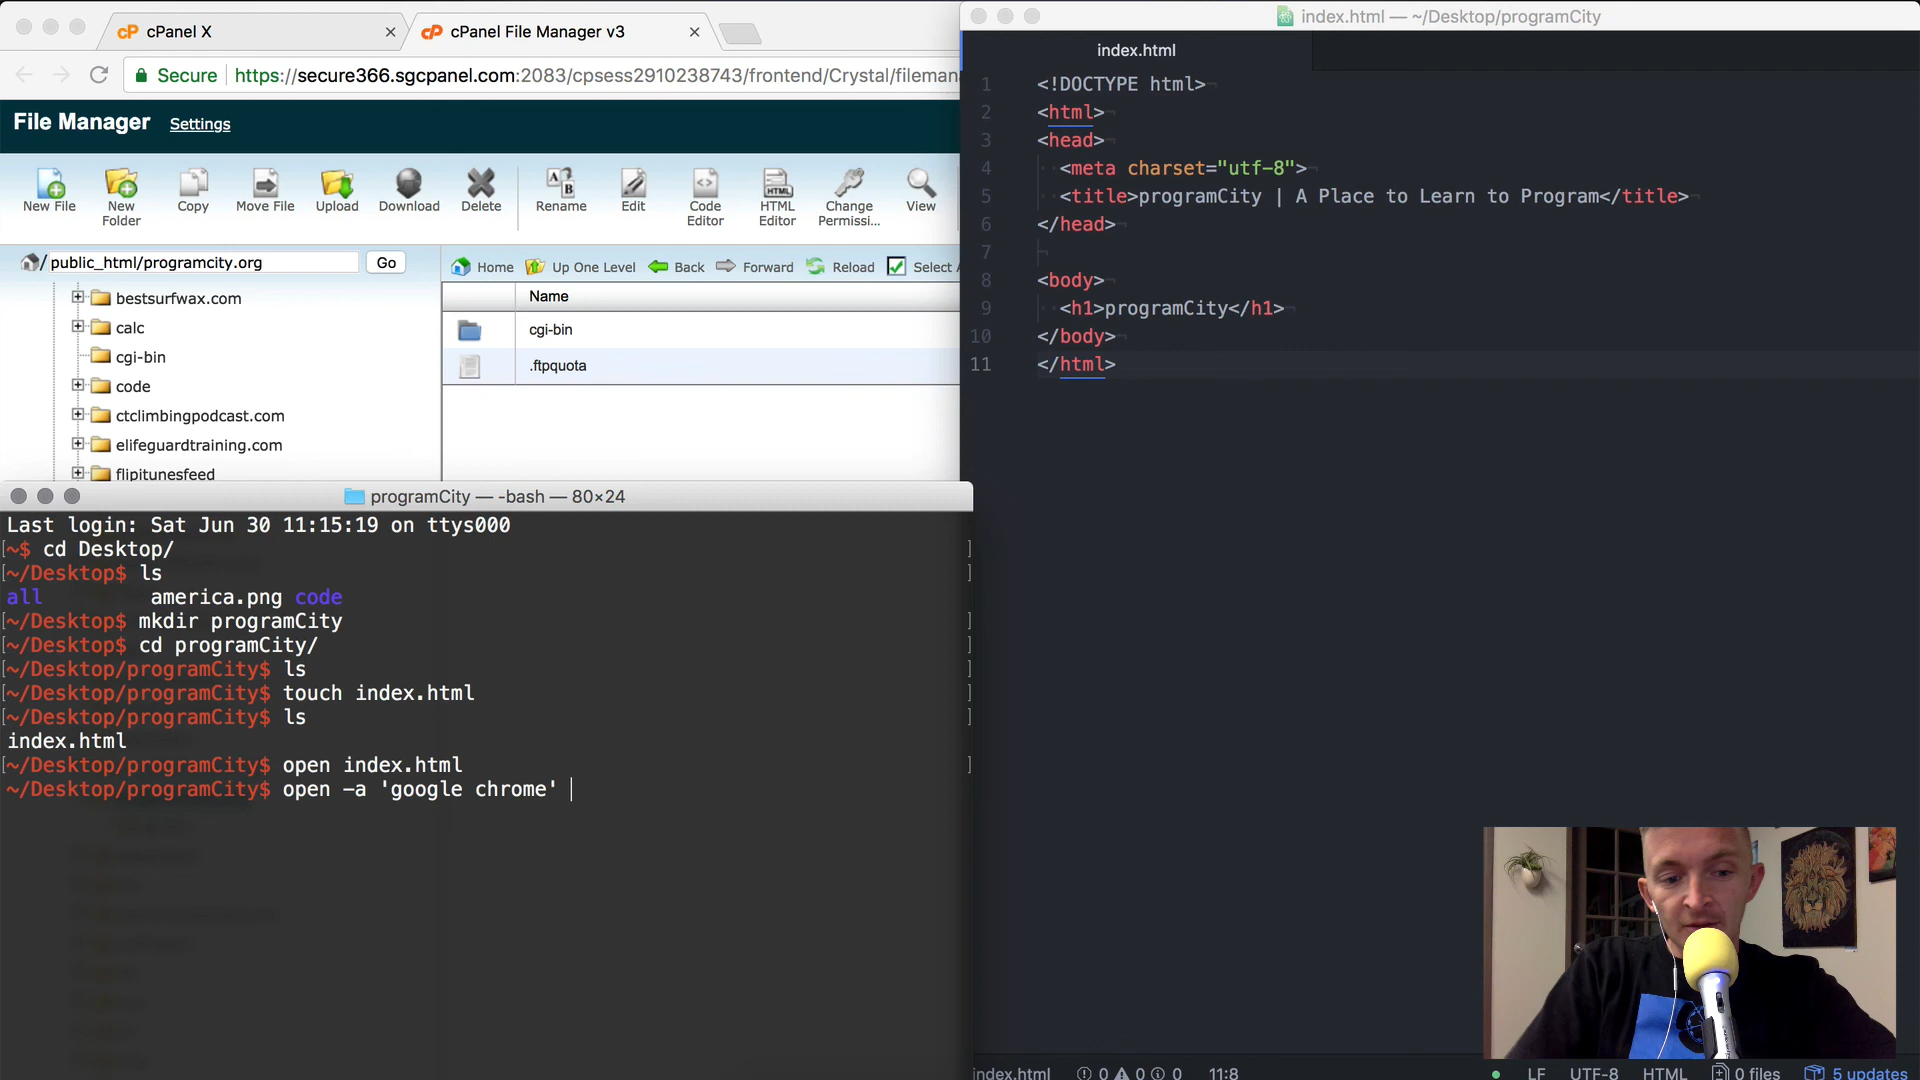 cPanel X
cPanel File Manager v3
Secure
https://secure366.sgcpanel.com:2083/cpsess2910238743/frontend/Crystal/fileman
File Manager
Settings
New File
New Folder
Copy
Move File
Upload
Download
Delete
Rename
Edit
Code Editor
HTML Editor
Change Permissi...
View
/ public_html/programcity.org
Go
Home
Up One Level
Back
Forward
Reload
Select A
bestsurfwax.com
calc
cgi-bin
code
ctclimbingpodcast.com
elifeguardtraining.com
flipitunesfeed
Name
cgi-bin
.ftpquota
index.html — ~/Desktop/programCity
index.html
1 <!DOCTYPE html>
2 <html>
3 <head>
4 <meta charset="utf-8">
5 <title>programCity | A Place to Learn to Program</title>
6 </head>
7
8 <body>
9 <h1>programCity</h1>
10 </body>
11 </html>
programCity — -bash — 80×24
Last login: Sat Jun 30 11:15:19 on ttys000
[~$ cd Desktop/ ]
[~/Desktop$ ls ]
all america.png code
[~/Desktop$ mkdir programCity ]
[~/Desktop$ cd programCity/ ]
[~/Desktop/programCity$ ls ]
[~/Desktop/programCity$ touch index.html ]
[~/Desktop/programCity$ ls ]
index.html
[~/Desktop/programCity$ open index.html ]
~/Desktop/programCity$ open -a 'google chrome'
index.html 0 0 0 11:8
LF UTF-8 HTML 0 files 5 updates